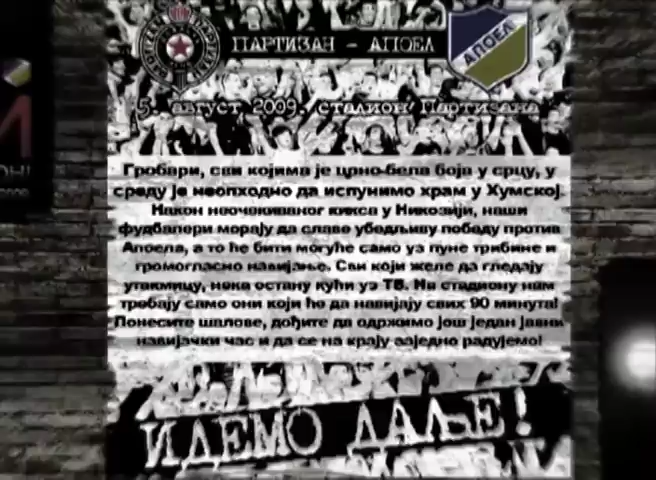 ПАРТИЗАН – АПОЕЛ
АПОЕЛ
5. август 2009. стадион Партизана
Гробари, сви којима је црно-бела боја у срцу, у
среду је неопходно да испунимо храм у Хумској.
Након неочекиваног кикса у Никозији, наши
фудбалери морају да славе убедљиву победу против
Апоела, а то ће бити могуће само уз пуне трибине и
громогласно навијање. Сви који желе да гледају
утакмицу, нека остану кући уз ТВ. На стадиону нам
требају само они који ће да навијају свих 90 минута!
Понесите шалове, дођите да одржимо још један јавни
навијачки час и да се на крају заједно радујемо!
ИДЕМО ДАЉЕ!